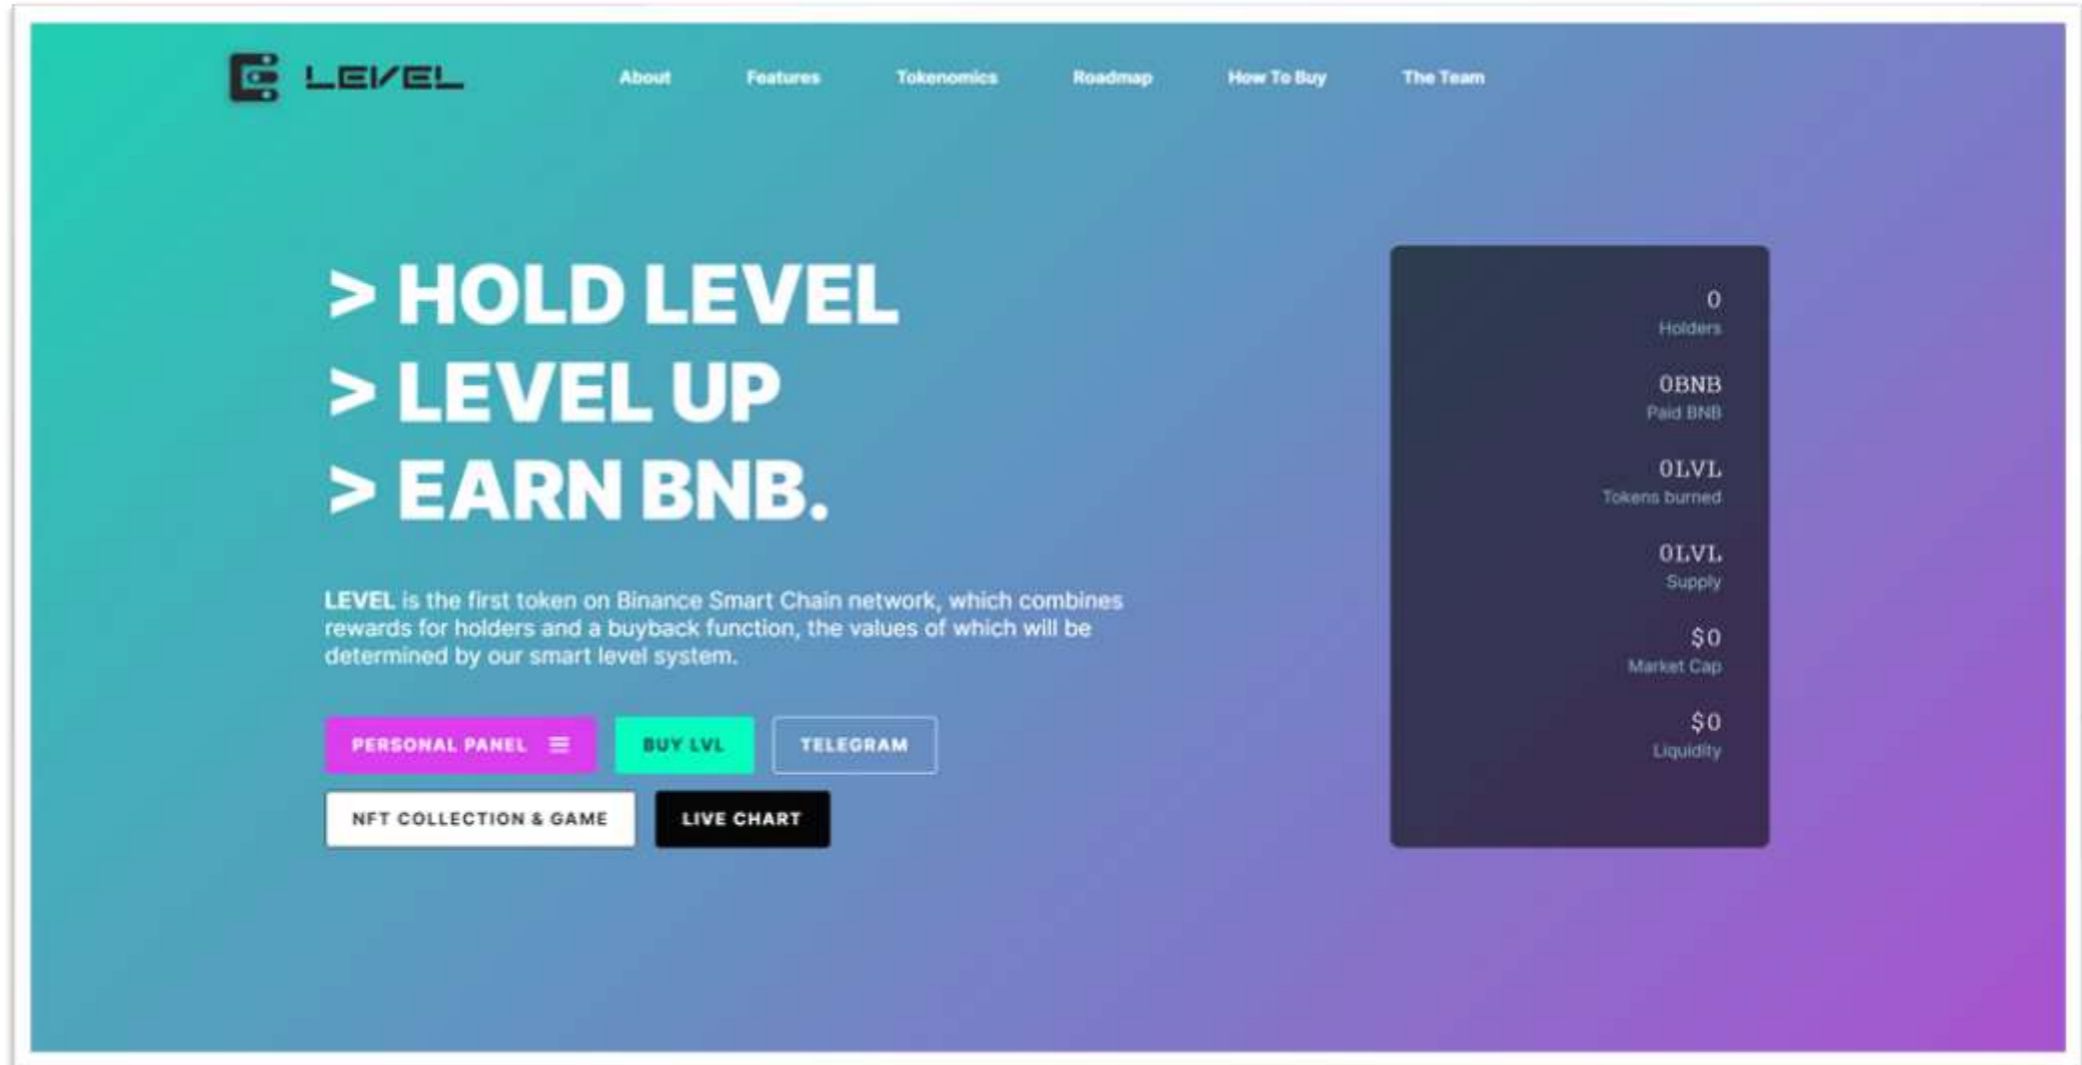 LEVEL
About Features Tokenomics Roadmap How To Buy The Team
> HOLD LEVEL
> LEVEL UP
> EARN BNB.
LEVEL is the first token on Binance Smart Chain network, which combines
rewards for holders and a buyback function, the values of which will be
determined by our smart level system.
PERSONAL PANEL BUY LVL TELEGRAM
NFT COLLECTION & GAME LIVE CHART
0
Holders
0BNB
Paid BNB
0LVL
Tokens burned
0LVL
Supply
$0
Market Cap
$0
Liquidity